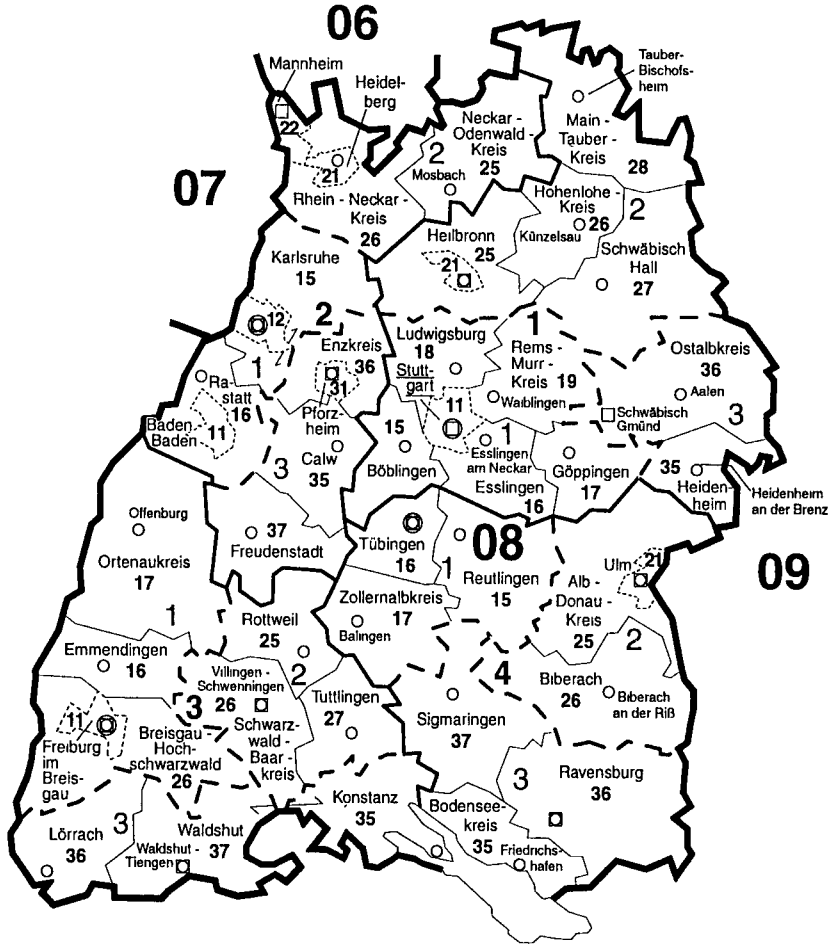 06
Mannheim
Heidel-
berg
22
21
Rhein - Neckar -
Kreis
26
07
Neckar -
Odenwald -
Kreis
25
2
Mosbach
Tauber-
Bischofs-
heim
Main -
Tauber -
Kreis
28
Hohenlohe -
Kreis
26
2
Künzelsau
Heilbronn
25
21
Schwäbisch
Hall
27
Karlsruhe
15
12
2
1
Enzkreis
36
31
Pforz-
heim
Ra-
statt
16
Baden-
Baden
11
3
Calw
35
Ludwigsburg
18
Stutt-
gart
11
1
Rems -
Murr -
Kreis
19
Waiblingen
Ostalbkreis
36
Aalen
Schwäbisch
Gmünd
3
15
Böblingen
1
Esslingen
am Neckar
Esslingen
16
Göppingen
17
35
Heiden-
heim
Heidenheim
an der Brenz
Offenburg
Ortenaukreis
17
37
Freudenstadt
Tübingen
16
08
1
Reutlingen
15
Ulm
21
09
Alb -
Donau -
Kreis
25
2
Zollernalbkreis
17
Balingen
1
Rottweil
25
2
Emmendingen
16
Villingen -
Schwenningen
26
3
Schwarz-
wald -
Baar -
kreis
11
Freiburg
im
Breis-
gau
Breisgau -
Hoch-
schwarzwald
26
Tuttlingen
27
4
Sigmaringen
37
Biberach
26
Biberach
an der Riß
3
Ravensburg
36
Konstanz
35
Bodensee-
kreis
35
Friedrichs-
hafen
Lörrach
36
3
Waldshut
37
Waldshut -
Tiengen